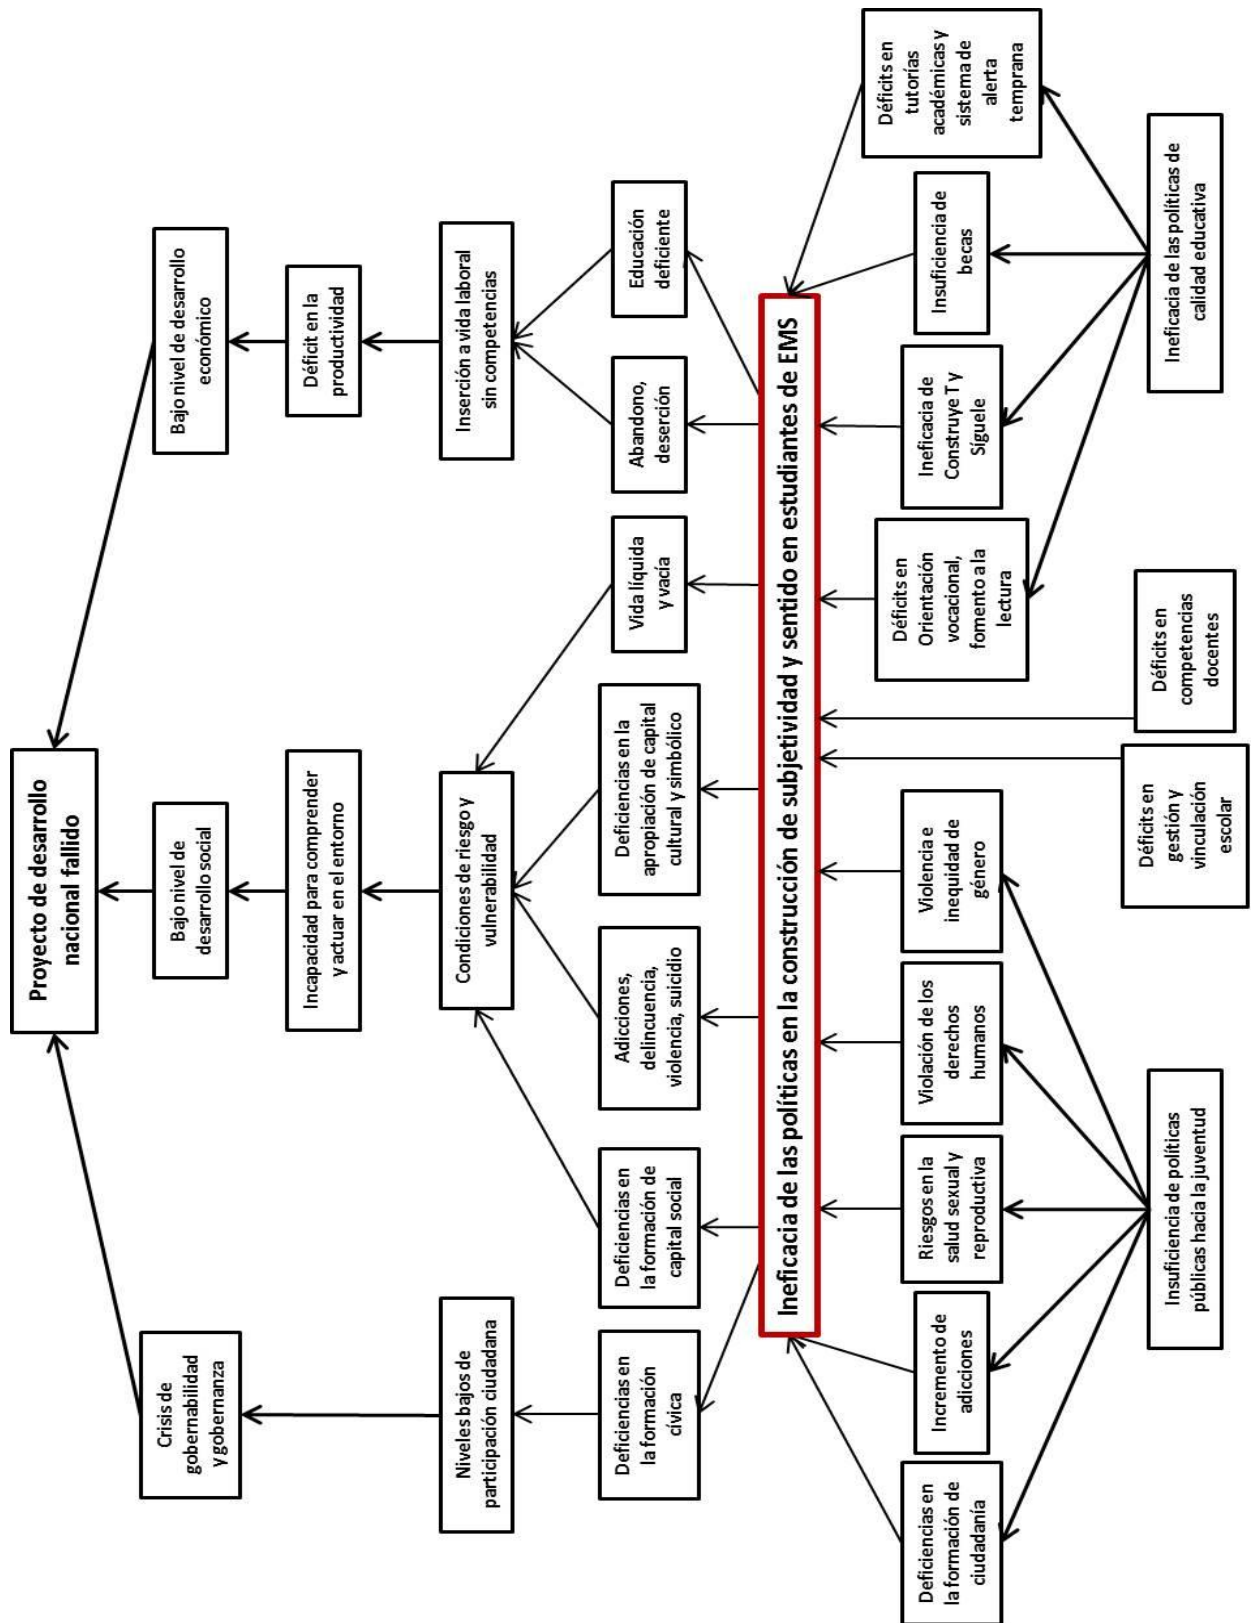 Proyecto de desarrollo
nacional fallido
Crisis de
gobernabilidad
y gobernanza
Bajo nivel de
desarrollo social
Bajo nivel de desarrollo
económico
Incapacidad para comprender
y actuar en el entorno
Déficit en la
productividad
Niveles bajos de
participación ciudadana
Condiciones de riesgo y
vulnerabilidad
Inserción a vida laboral
sin competencias
Deficiencias en
la formación
cívica
Deficiencias en
la formación de
capital social
Adicciones,
delincuencia,
violencia, suicidio
Deficiencias en la
apropiación de capital
cultural y simbólico
Vida líquida
y vacía
Abandono,
deserción
Educación
deficiente
Ineficacia de las políticas en la construcción de subjetividad y sentido en estudiantes de EMS
Deficiencias en
la formación de
ciudadanía
Incremento de
adicciones
Riesgos en la
salud sexual y
reproductiva
Violación de los
derechos
humanos
Violencia e
inequidad de
género
Déficits en
Orientación
vocacional,
fomento a la
lectura
Ineficacia de
Construye T y
Síguele
Insuficiencia de
becas
Déficits en
tutorías
académicas y
sistema de
alerta
temprana
Déficits en
gestión y
vinculación
escolar
Déficits en
competencias
docentes
Insuficiencia de políticas
públicas hacia la juventud
Ineficacia de las políticas de
calidad educativa